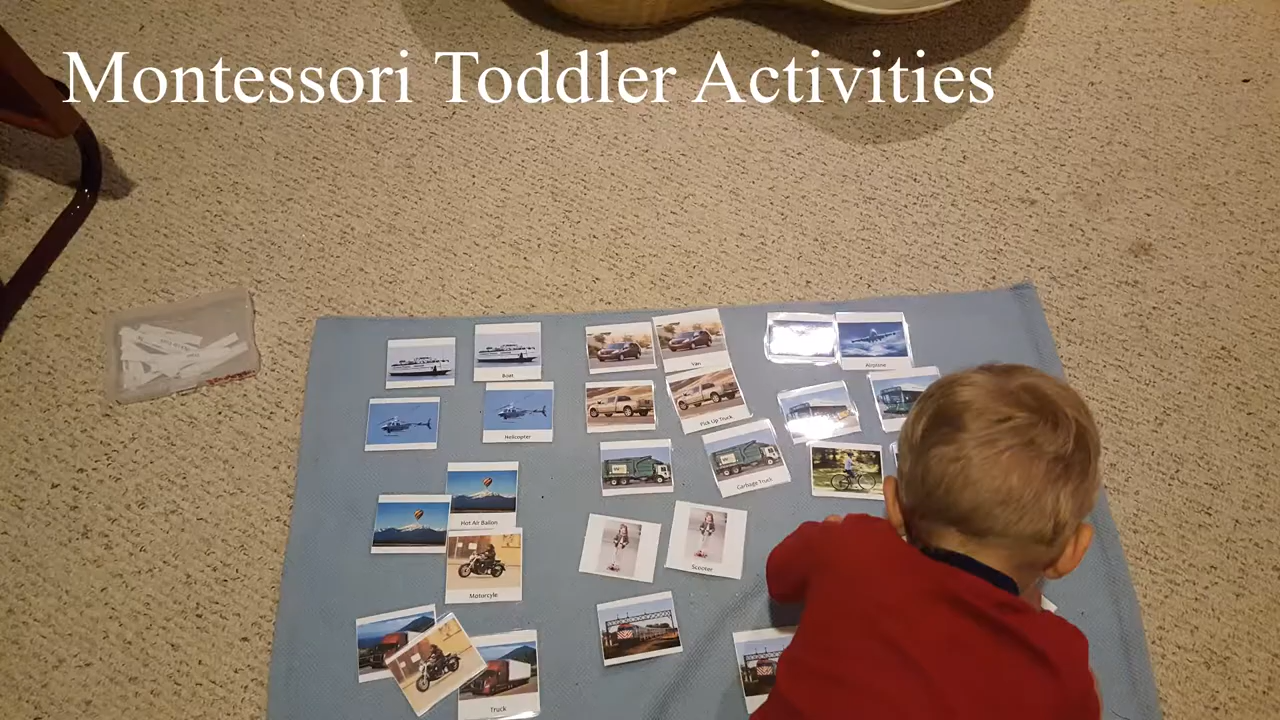 Montessori Toddler Activities
Boat
Van
Airplane
Helicopter
Pick Up Truck
Garbage Truck
Hot Air Ballon
Scooter
Motorcyle
Truck